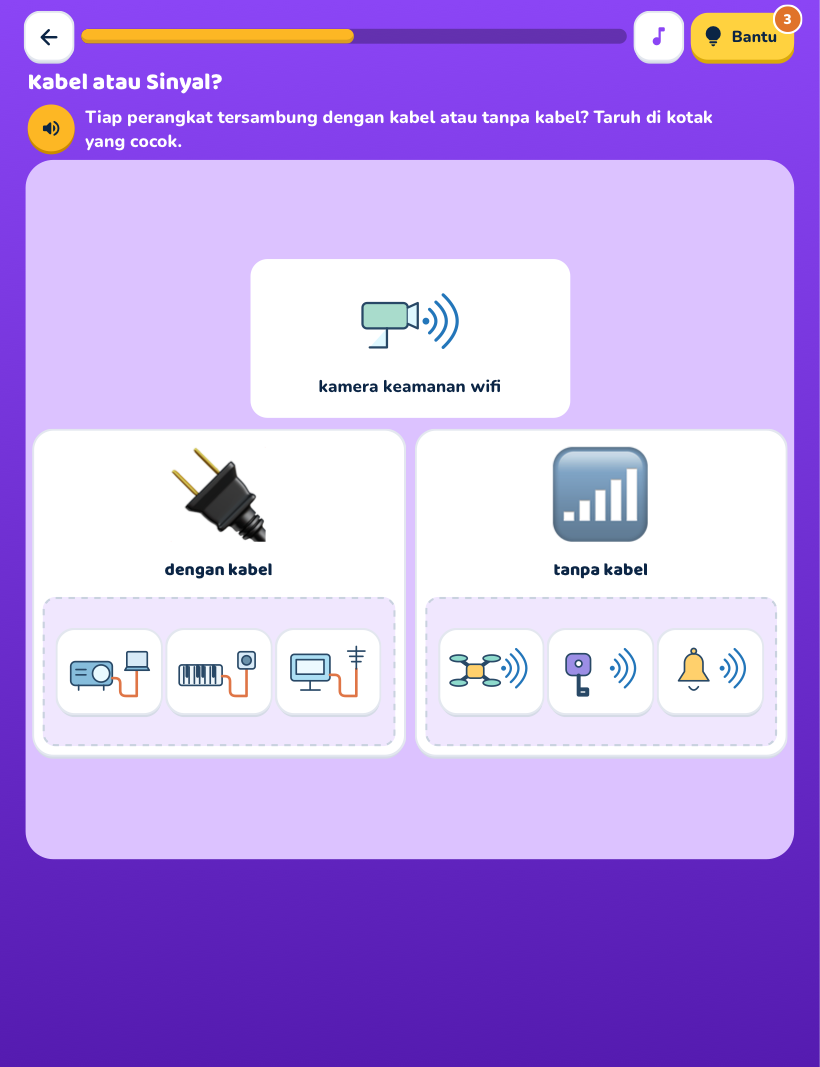 3
Bantu
Kabel atau Sinyal?
Tiap perangkat tersambung dengan kabel atau tanpa kabel? Taruh di kotak
yang cocok.
kamera keamanan wifi
dengan kabel
tanpa kabel